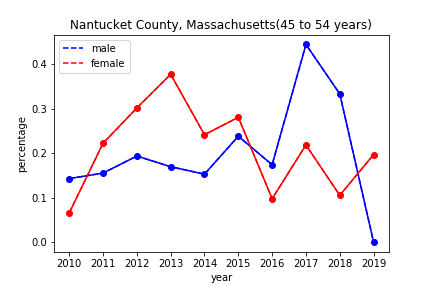 Nantucket County, Massachusetts(45 to 54 years)
male
female
percentage
0.4
0.3
0.2
0.1
0.0
2010 2011 2012 2013 2014 2015 2016 2017 2018 2019
year